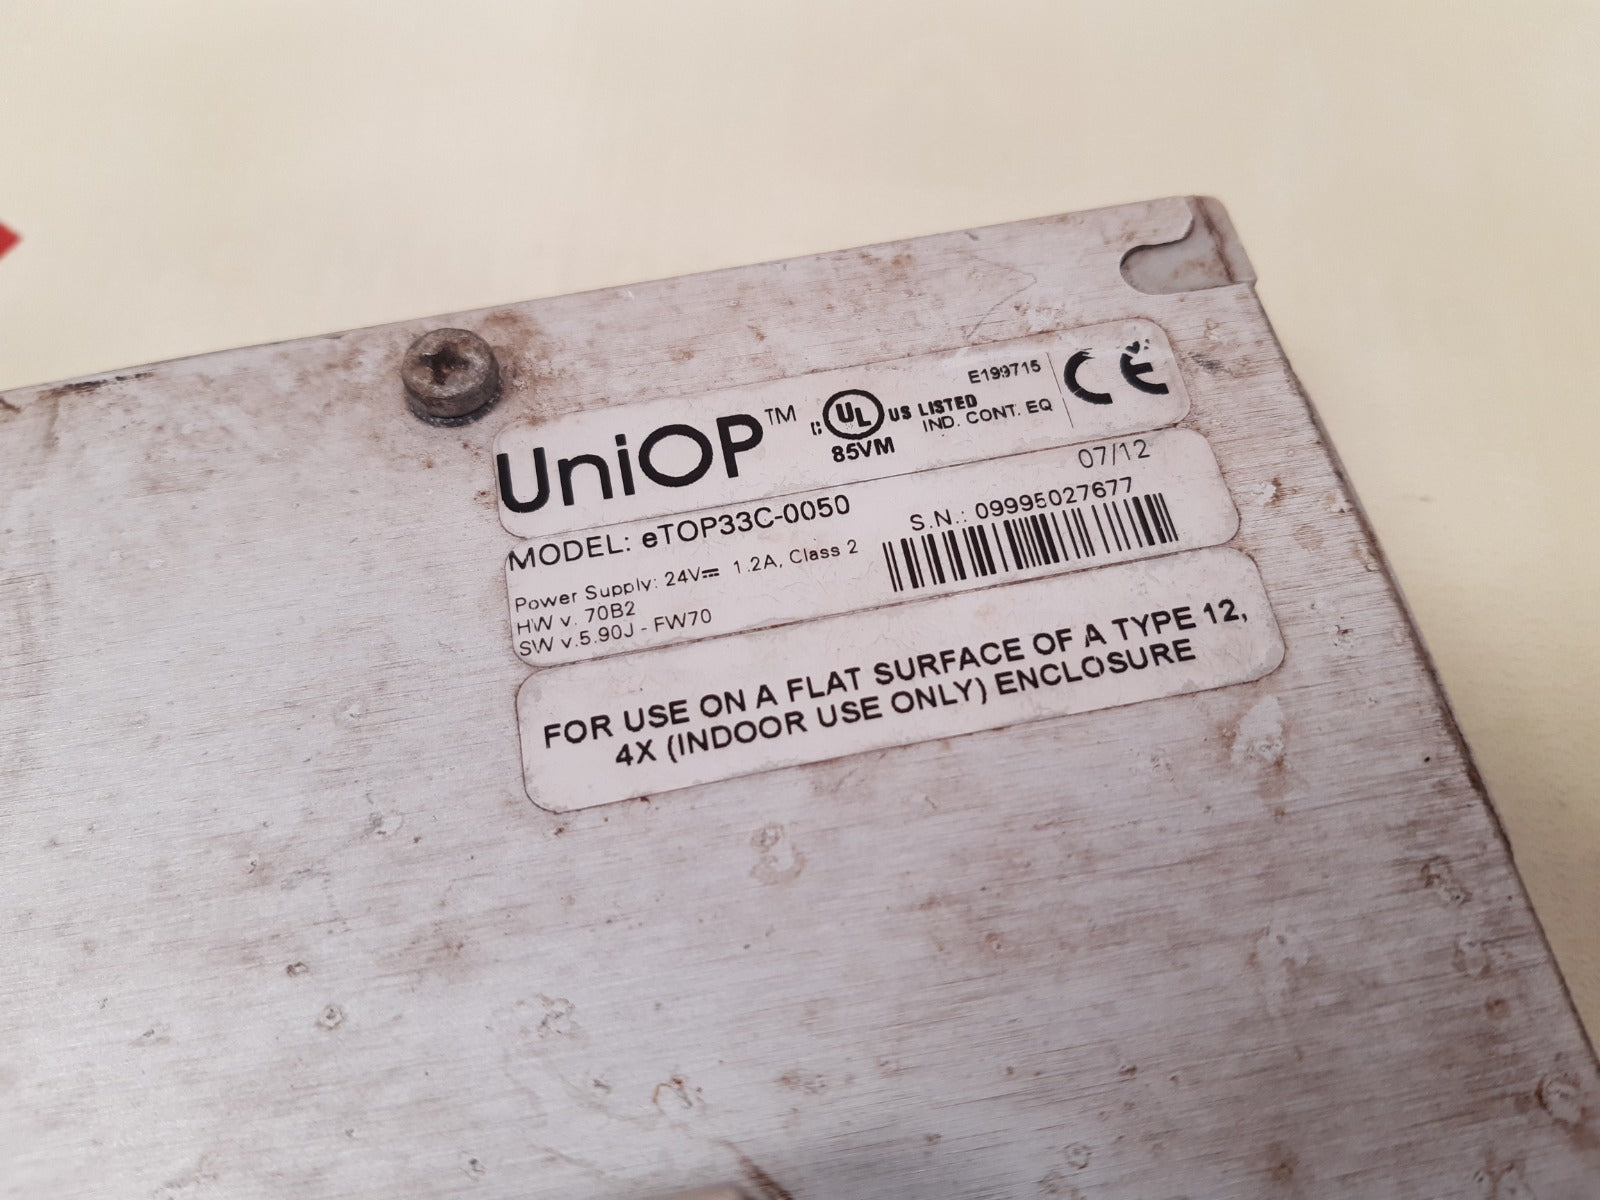 UniOP™
c UL US LISTED
85VM
E199715
IND. CONT. EQ
CE
MODEL: eTOP33C-0050
07/12
Power Supply: 24V⎓ 1.2A, Class 2
S.N.: 09995027677
HW v. 70B2
SW v.5.90J - FW70
FOR USE ON A FLAT SURFACE OF A TYPE 12,
4X (INDOOR USE ONLY) ENCLOSURE